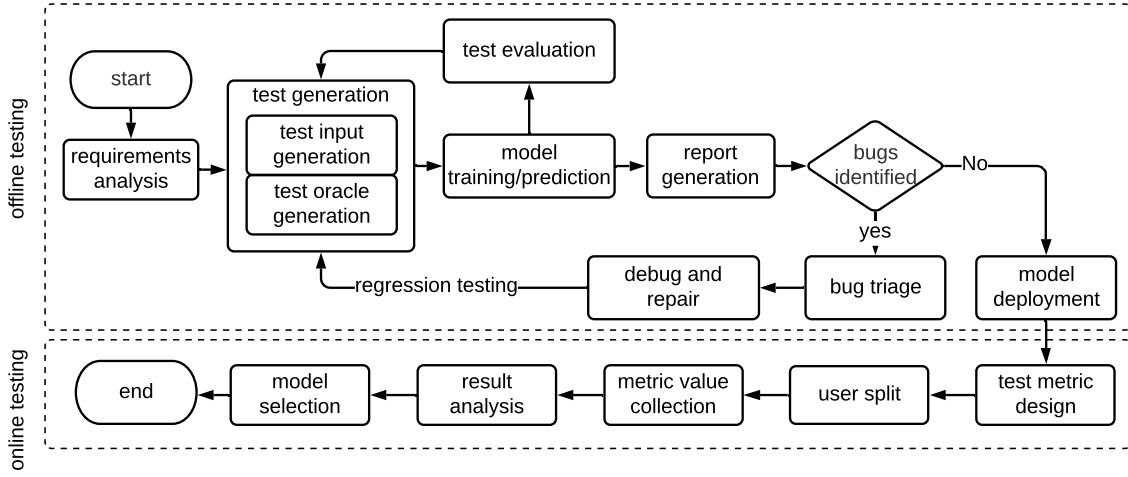 offline testing
start
requirements
analysis
test generation
test input
generation
test oracle
generation
test evaluation
model
training/prediction
report
generation
bugs
identified
No
yes
model
deployment
bug triage
debug and
repair
regression testing
online testing
test metric
design
user split
metric value
collection
result
analysis
model
selection
end